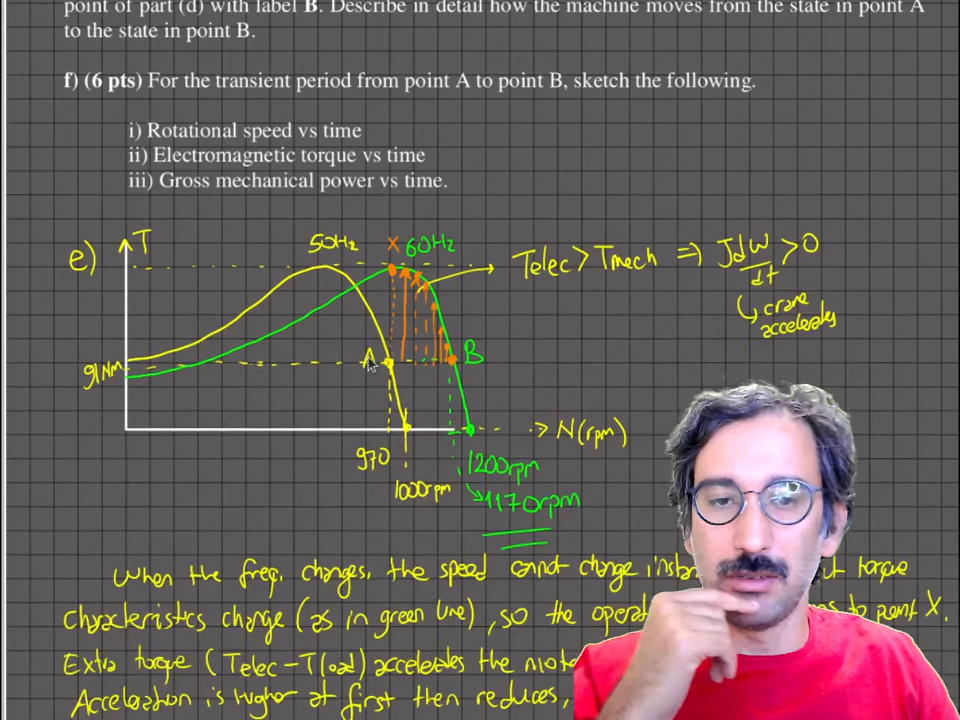 point of part (d) with label B. Describe in detail how the machine moves from the state in point A
to the state in point B.
f) (6 pts) For the transient period from point A to point B, sketch the following.
i) Rotational speed vs time
ii) Electromagnetic torque vs time
iii) Gross mechanical power vs time.
e) T 50Hz X 60Hz Telec > Tmech => Jdw/dt > 0
crane
accelerates
91Nm A B
N(rpm)
970 1200rpm
1000rpm 1170rpm
When the freq. changes, the speed cannot change torque
characteristics change (as in green line), so the to point X.
Extra torque (Telec - Tload) accelerates the
Acceleration is higher at first then reduces,